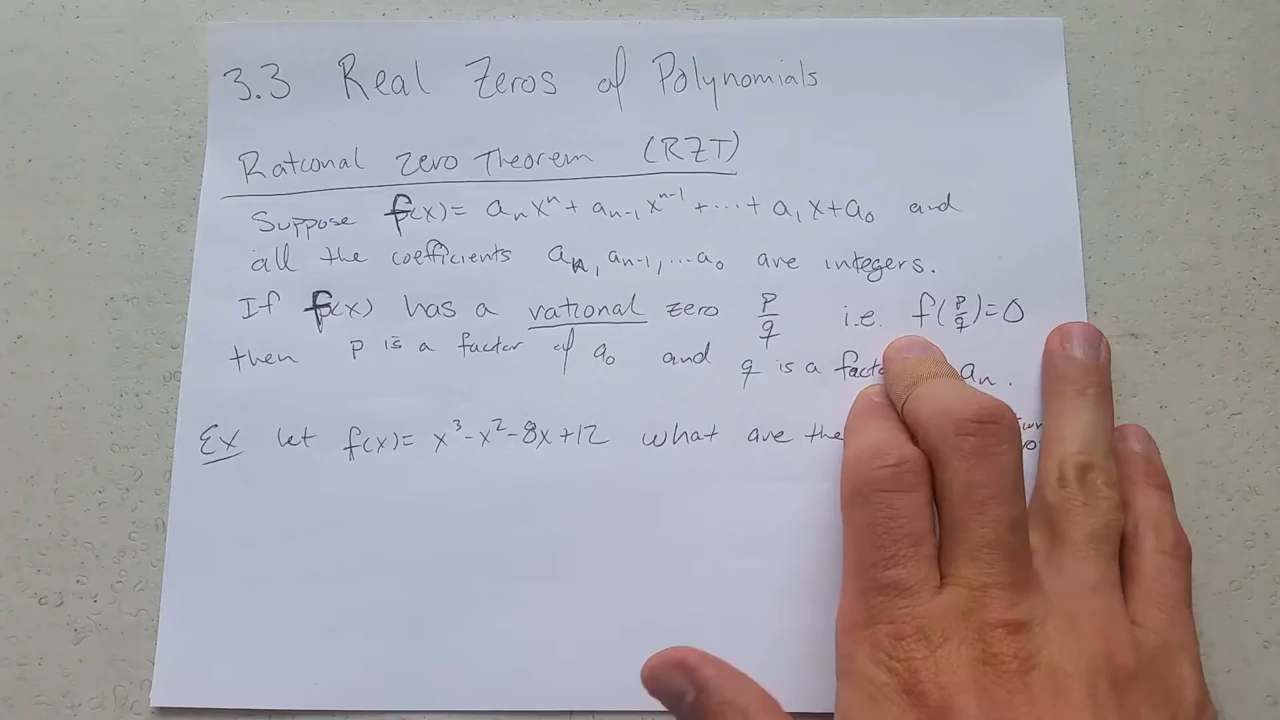 3.3 Real Zeros of Polynomials
Rational Zero Theorem (RZT)
Suppose f(x) = aₙxⁿ + aₙ₋₁xⁿ⁻¹ + ... + a₁x + a₀ and
all the coefficients aₙ, aₙ₋₁, ... a₀ are integers.
If f(x) has a rational zero p/q i.e. f(p/q) = 0
then p is a factor of a₀ and q is a aₙ.
Ex let f(x) = x³ - x² - 8x + 12 what are the